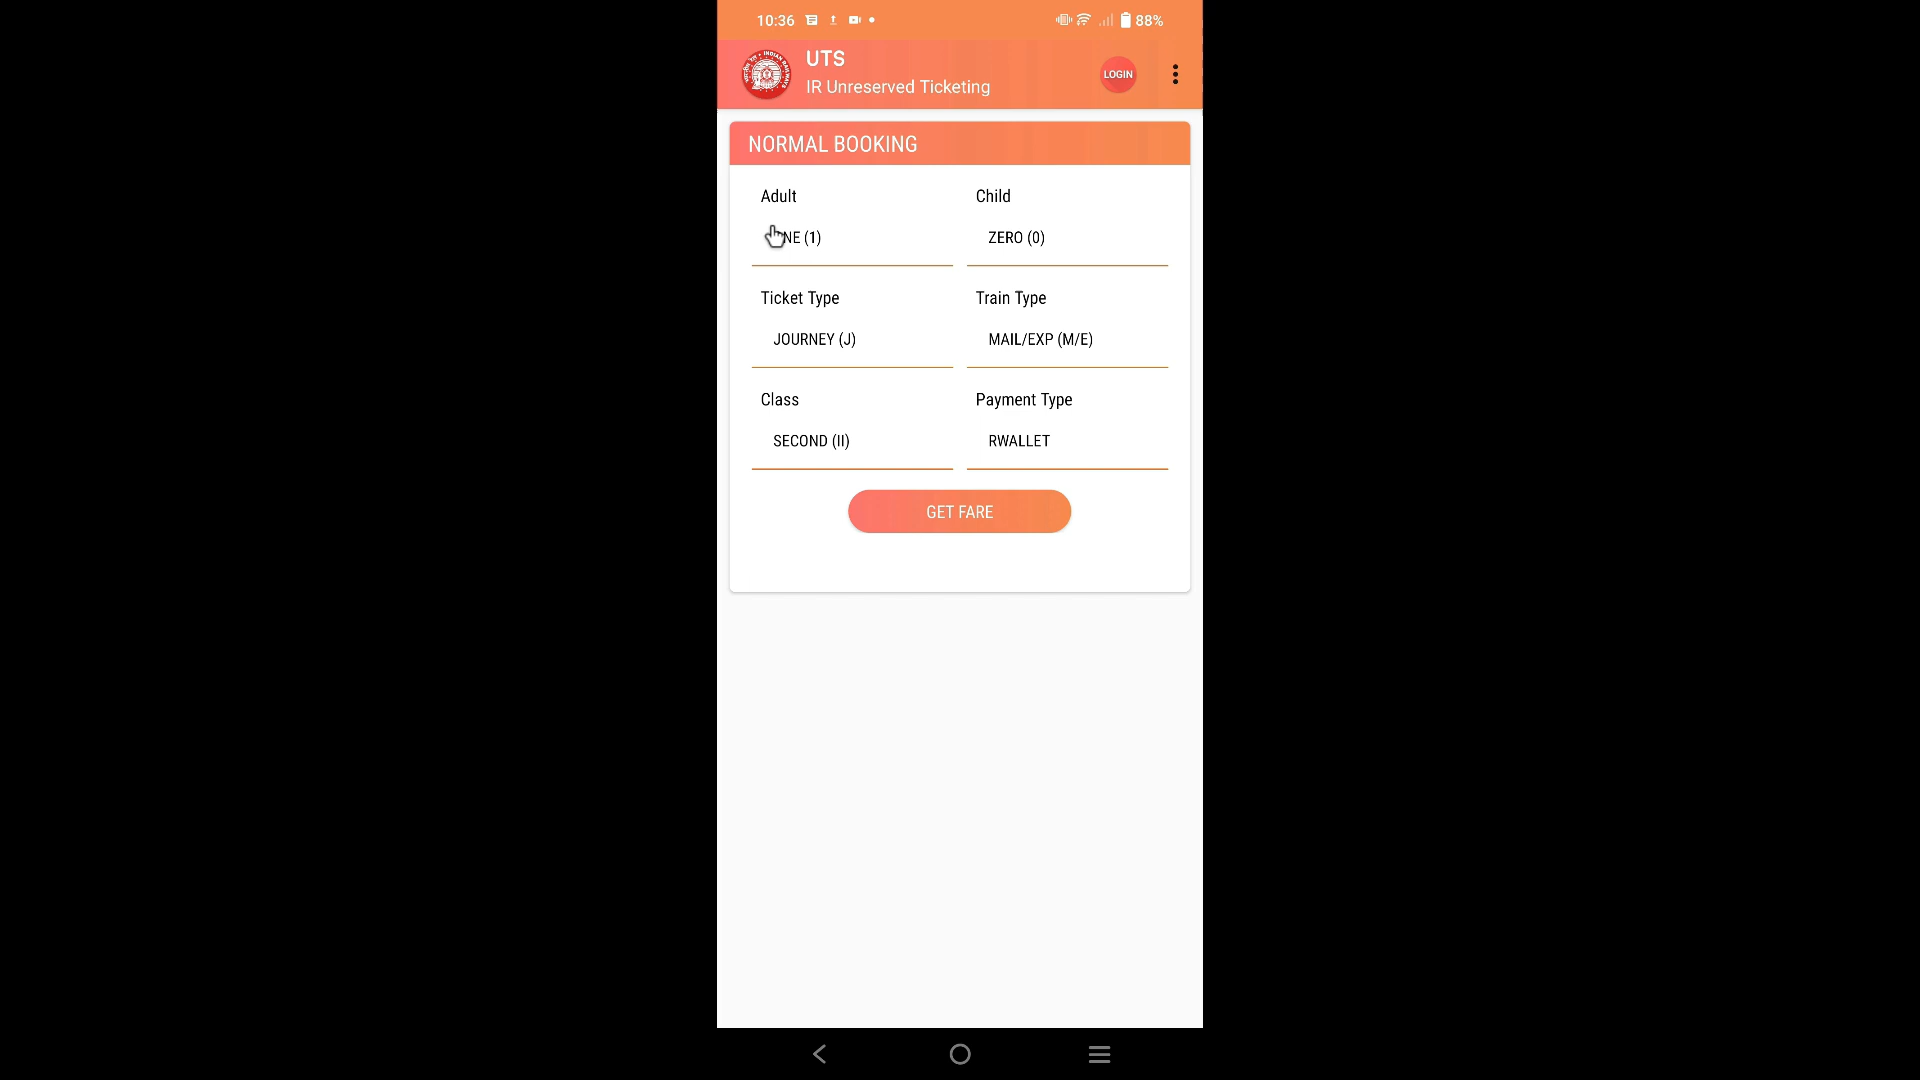 10:36 88%
UTS
IR Unreserved Ticketing
LOGIN
NORMAL BOOKING
Adult Child
NE (1) ZERO (0)
Ticket Type Train Type
JOURNEY (J) MAIL/EXP (M/E)
Class Payment Type
SECOND (II) RWALLET
GET FARE